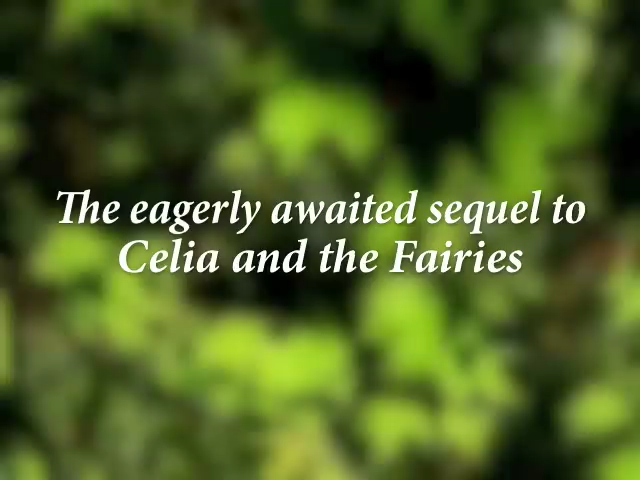 The eagerly awaited sequel to
Celia and the Fairies